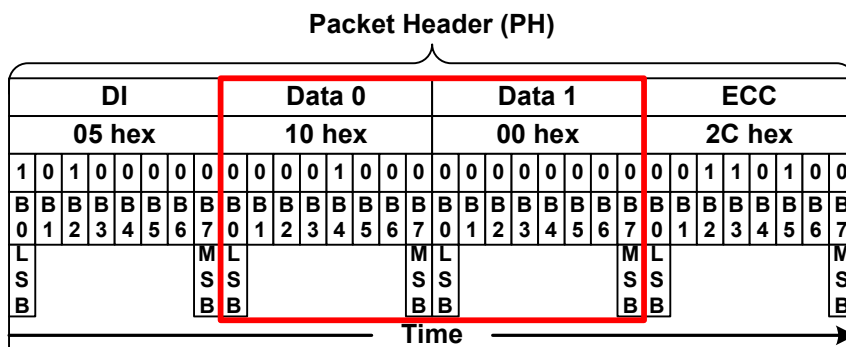 Packet Header (PH)
DI Data 0 Data 1 ECC
05 hex 10 hex 00 hex 2C hex
1 0 1 0 0 0 0 0 0 0 0 0 1 0 0 0 0 0 0 0 0 0 0 0 0 0 1 1 0 1 0 0
B0 B1 B2 B3 B4 B5 B6 B7 B0 B1 B2 B3 B4 B5 B6 B7 B0 B1 B2 B3 B4 B5 B6 B7 B0 B1 B2 B3 B4 B5 B6 B7
LSB MSB LSB MSB LSB MSB LSB MSB
Time